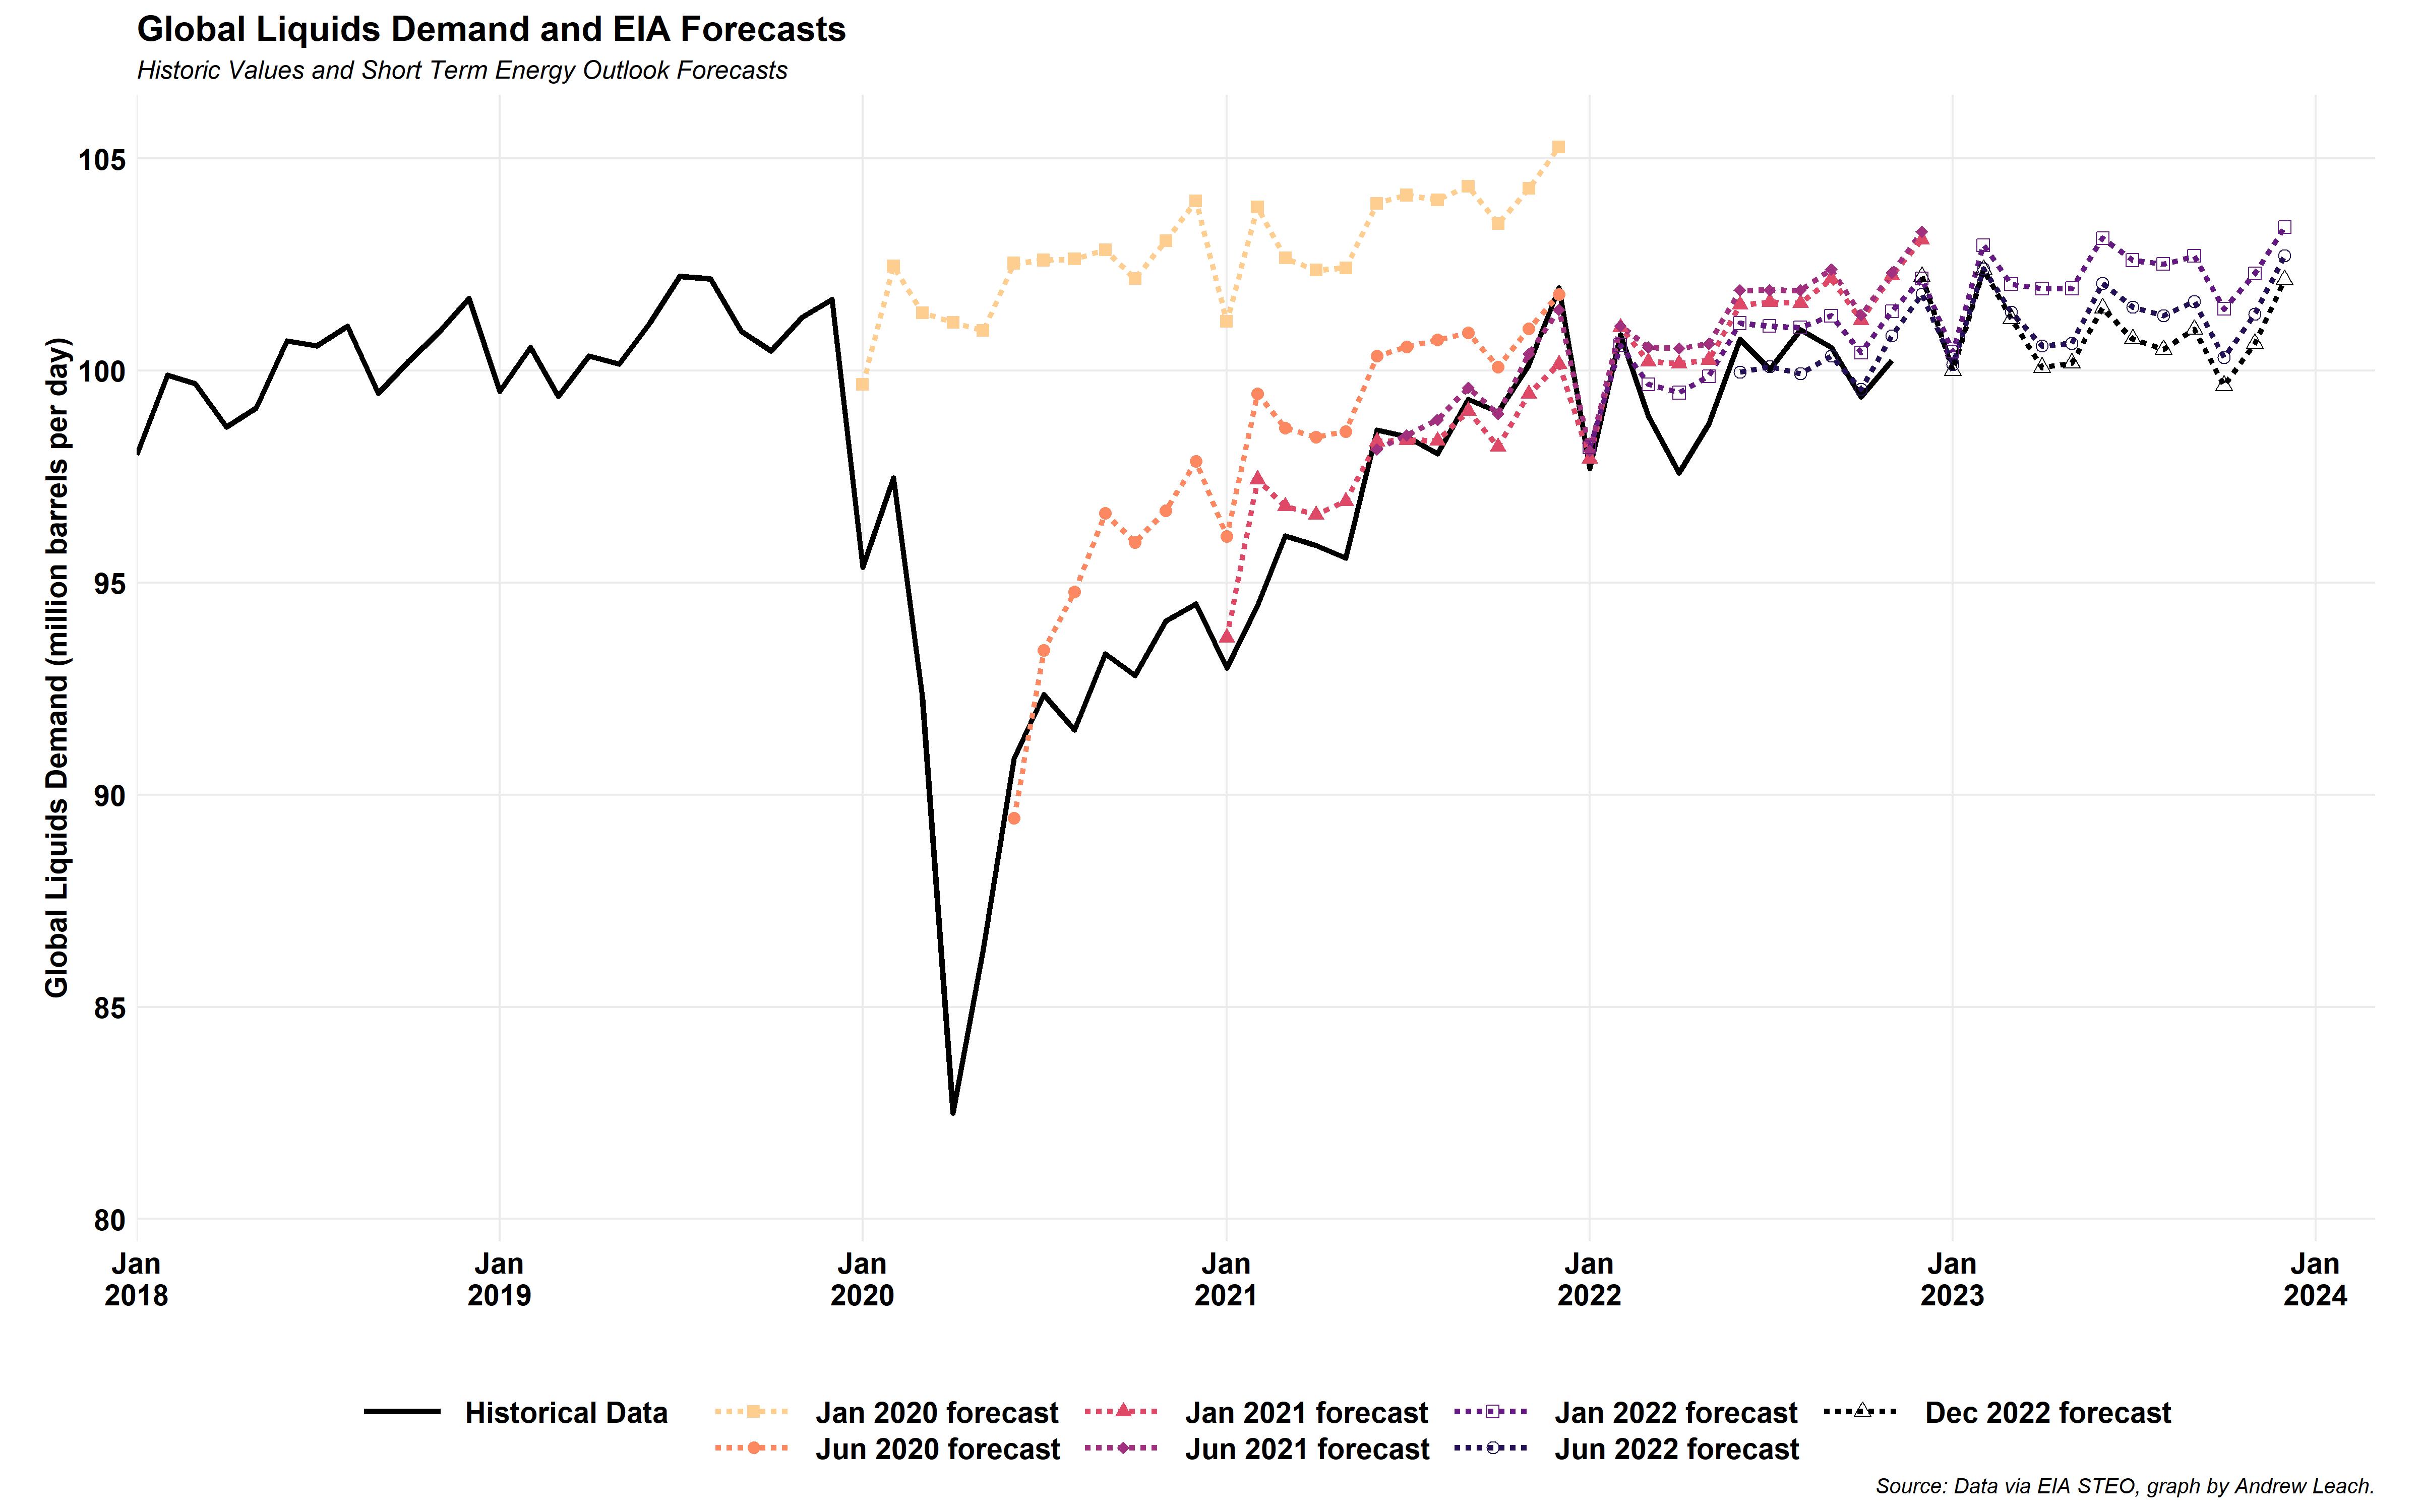 Global Liquids Demand and EIA Forecasts
Historic Values and Short Term Energy Outlook Forecasts
Global Liquids Demand (million barrels per day)
105
100
95
90
85
80
Jan
2018
Jan
2019
Jan
2020
Jan
2021
Jan
2022
Jan
2023
Jan
2024
Historical Data
Jan 2020 forecast
Jun 2020 forecast
Jan 2021 forecast
Jun 2021 forecast
Jan 2022 forecast
Jun 2022 forecast
Dec 2022 forecast
Source: Data via EIA STEO, graph by Andrew Leach.